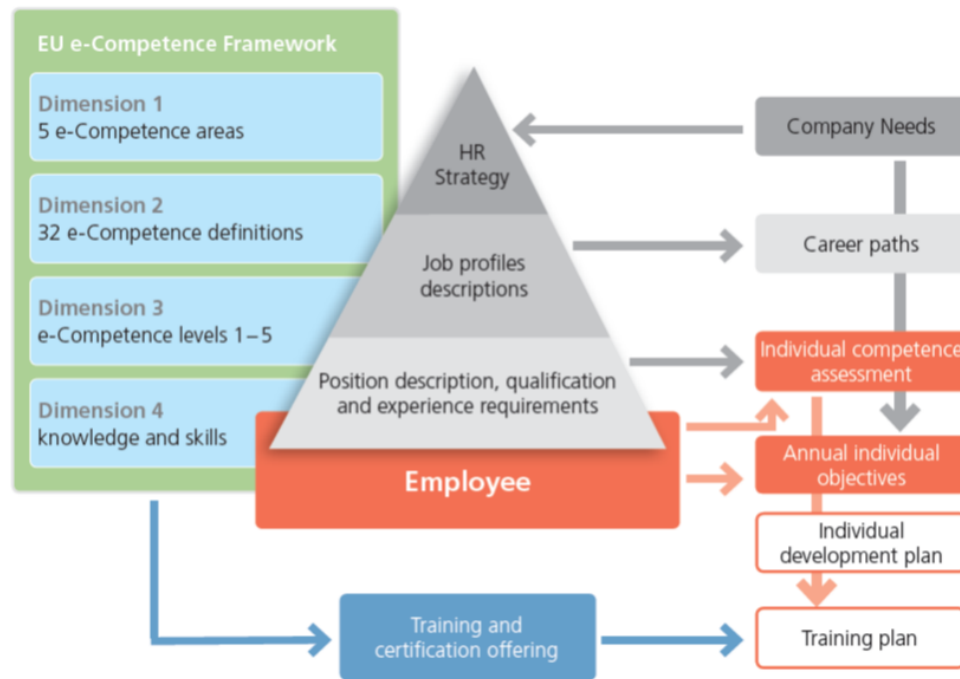 EU e-Competence Framework
Dimension 1
5 e-Competence areas
Dimension 2
32 e-Competence definitions
Dimension 3
e-Competence levels 1–5
Dimension 4
knowledge and skills
HR
Strategy
Job profiles
descriptions
Position description, qualification
and experience requirements
Employee
Company Needs
Career paths
Individual competence
assessment
Annual individual
objectives
Individual
development plan
Training and
certification offering
Training plan